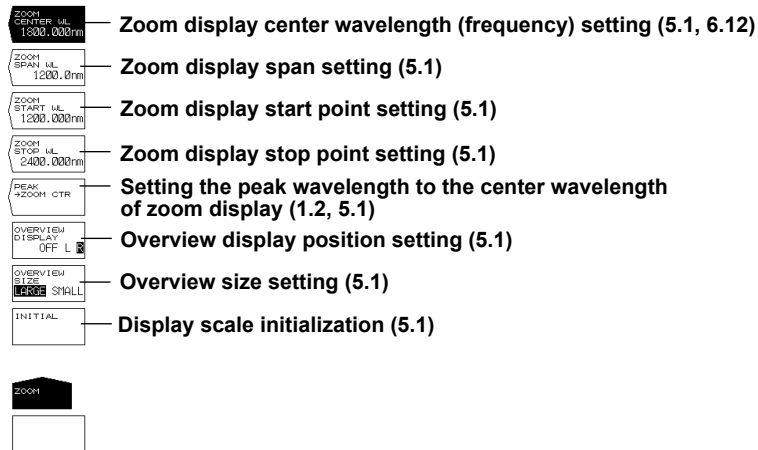 ZOOM
CENTER WL
1800.000nm
Zoom display center wavelength (frequency) setting (5.1, 6.12)
ZOOM
SPAN WL
1200.0nm
Zoom display span setting (5.1)
ZOOM
START WL
1200.000nm
Zoom display start point setting (5.1)
ZOOM
STOP WL
2400.000nm
Zoom display stop point setting (5.1)
PEAK
→ZOOM CTR
Setting the peak wavelength to the center wavelength
of zoom display (1.2, 5.1)
OVERVIEW
DISPLAY
OFF L R
Overview display position setting (5.1)
OVERVIEW
SIZE
LARGE SMALL
Overview size setting (5.1)
INITIAL
Display scale initialization (5.1)
ZOOM